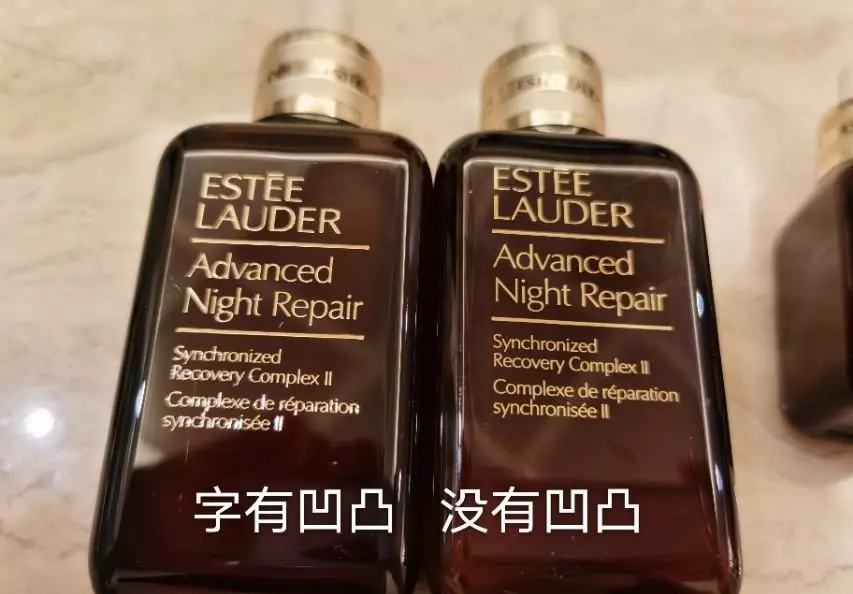 ESTĒE
LAUDER
Advanced
Night Repair
Synchronized
Recovery Complex II
Complexe de réparation
synchronisée II
ESTĒE
LAUDER
Advanced
Night Repair
Synchronized
Recovery Complex II
Complexe de réparation
synchronisée II
字有凹凸
没有凹凸